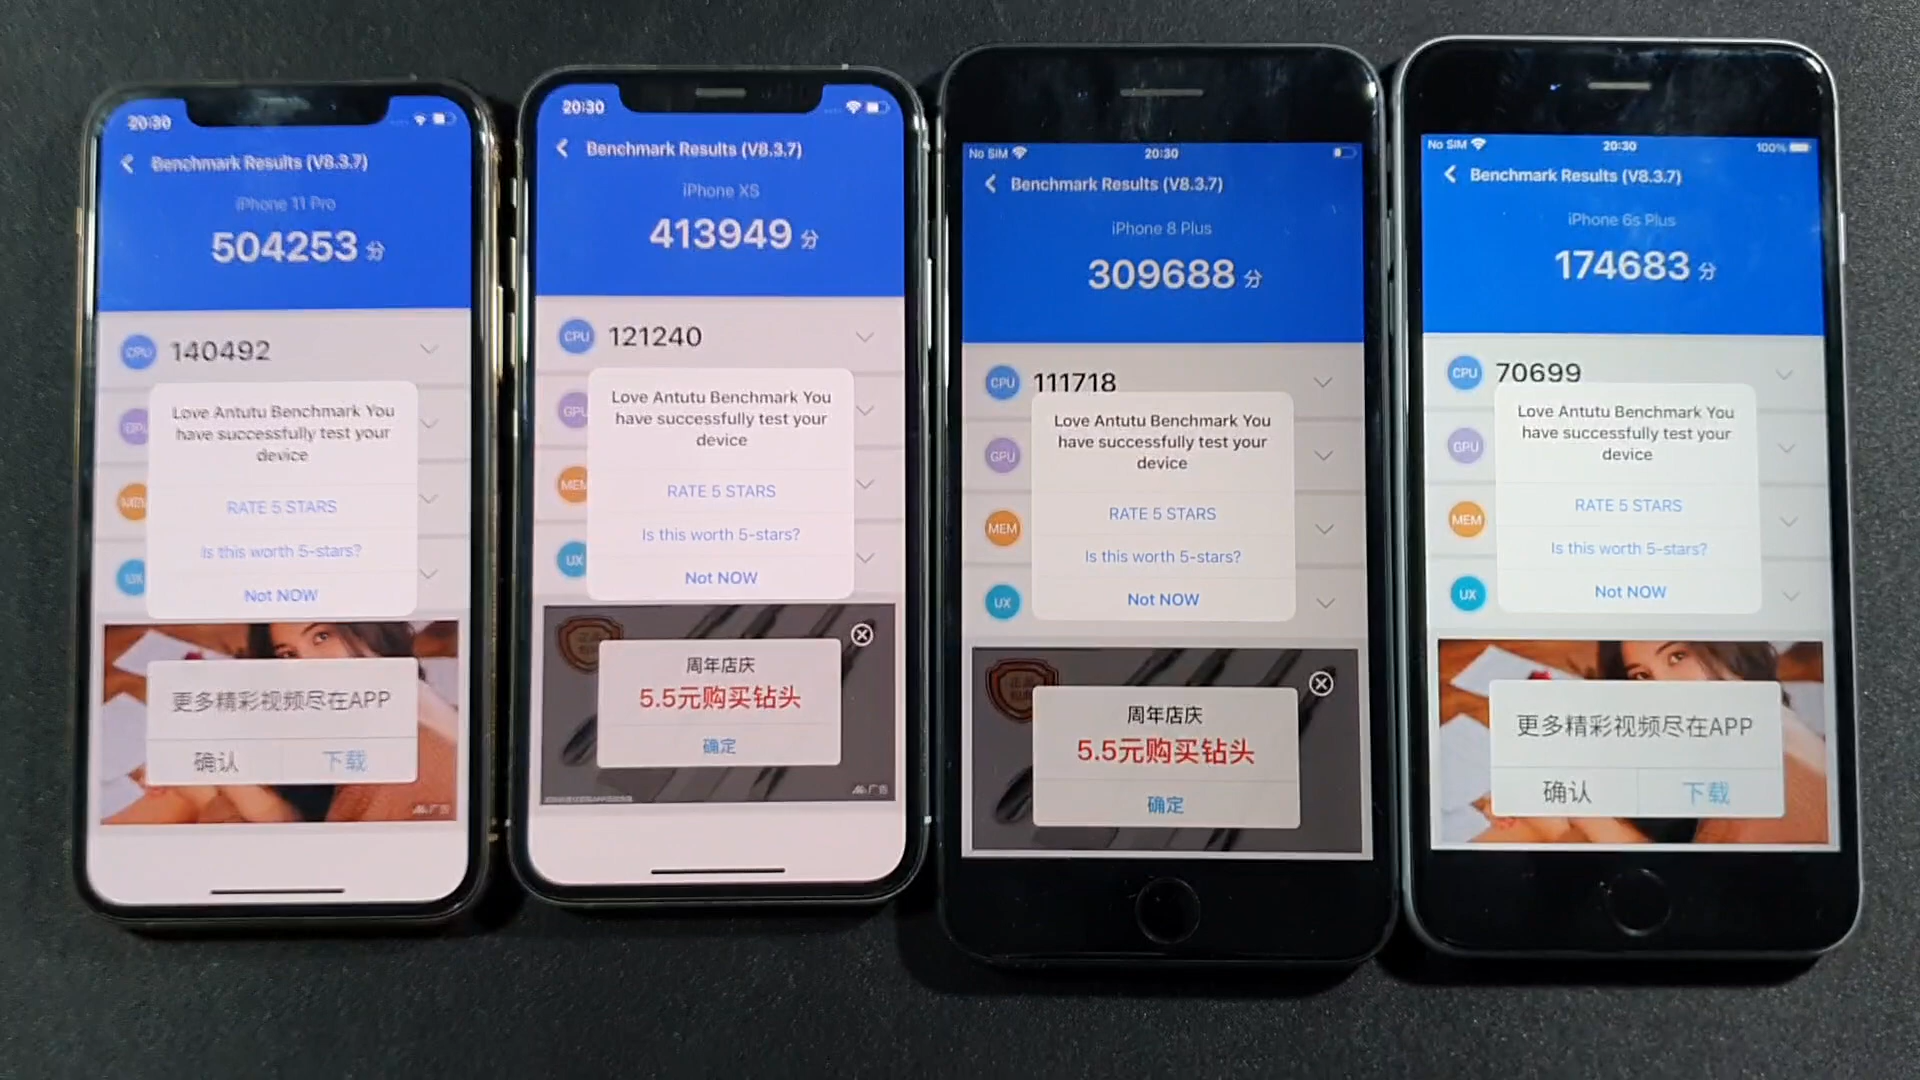 20:30
Benchmark Results (V8.3.7)
iPhone 11 Pro
504253 分
CPU 140492
Love Antutu Benchmark You
have successfully test your
device
RATE 5 STARS
Is this worth 5-stars?
Not NOW
GPU
MEM
UX
更多精彩视频尽在APP
确认 下载
广告
20:30
Benchmark Results (V8.3.7)
iPhone XS
413949 分
CPU 121240
Love Antutu Benchmark You
have successfully test your
device
RATE 5 STARS
Is this worth 5-stars?
Not NOW
GPU
MEM
UX
周年店庆
5.5元购买钻头
确定
广告
No SIM 20:30
Benchmark Results (V8.3.7)
iPhone 8 Plus
309688 分
CPU 111718
Love Antutu Benchmark You
have successfully test your
device
RATE 5 STARS
Is this worth 5-stars?
Not NOW
GPU
MEM
UX
周年店庆
5.5元购买钻头
确定
No SIM 20:30 100%
Benchmark Results (V8.3.7)
iPhone 6s Plus
174683 分
CPU 70699
Love Antutu Benchmark You
have successfully test your
device
RATE 5 STARS
Is this worth 5-stars?
Not NOW
GPU
MEM
UX
更多精彩视频尽在APP
确认 下载